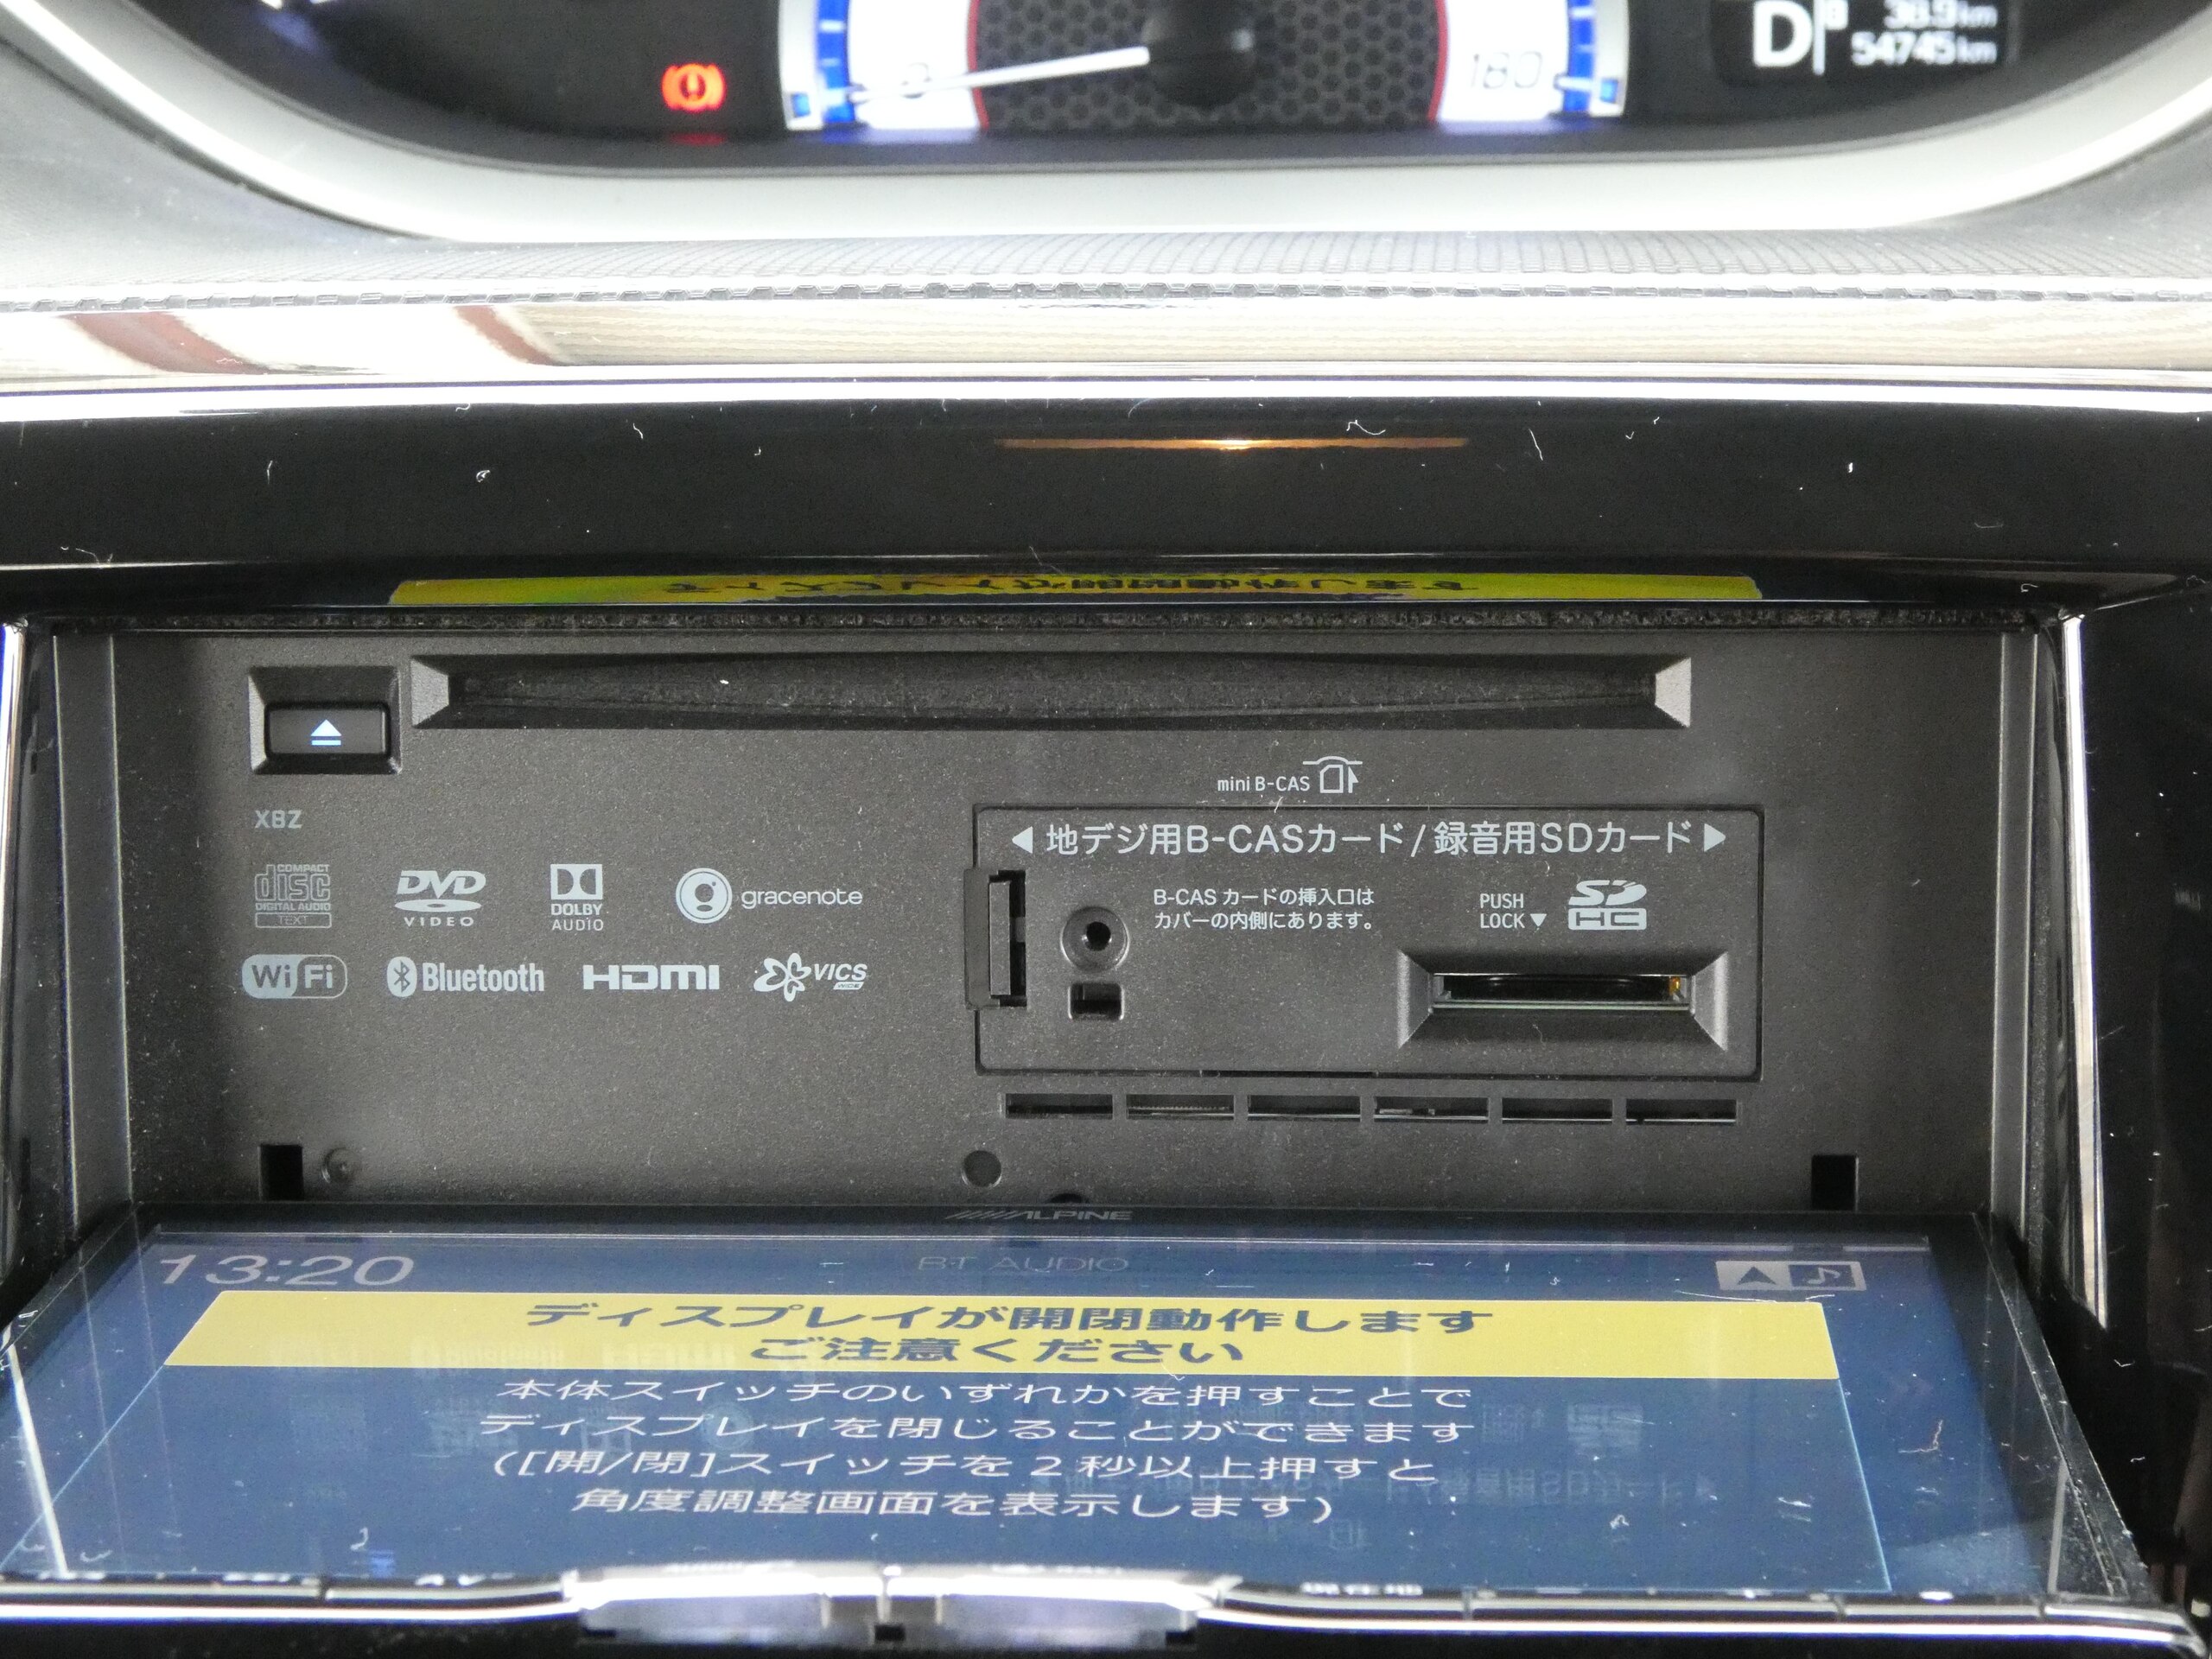 0
180
D
B 38.9km
54745km
XBZ
COMPACT
disc
DIGITAL AUDIO
TEXT
DVD
VIDEO
DOLBY
AUDIO
gracenote
Wi Fi
Bluetooth
HDMI
VICS
WIDE
mini B-CAS
◀ 地デジ用B-CASカード/録音用SDカード ▶
B-CAS カードの挿入口は
カバーの内側にあります。
PUSH
LOCK ▼
SD
HC
ALPINE
13:20
BT AUDIO
ディスプレイが開閉動作します
ご注意ください
本体スイッチのいずれかを押すことで
ディスプレイを閉じることができます
([開/閉]スイッチを2秒以上押すと
角度調整画面を表示します)